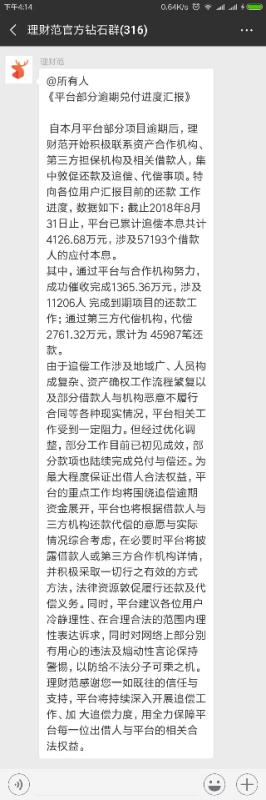 下午4:14
0.64K/s
理财范官方钻石群(316)
理财范
@所有人
《平台部分逾期兑付进度汇报》
自本月平台部分项目逾期后，理
财范开始积极联系资产合作机构、
第三方担保机构及相关借款人，集
中敦促还款及追偿、代偿事项。特
向各位用户汇报目前的还款 工作
进度，数据如下：截止2018年8月
31日止，平台已累计追偿本息共计
4126.68万元，涉及57193个借款
人的应付本息。
其中，通过平台与合作机构努力，
成功催收完成1365.36万元，涉及
11206人 完成到期项目的还款工
作；通过第三方代偿机构，代偿
2761.32万元，累计为 45987笔还
款。
由于追偿工作涉及地域广、人员构
成复杂、资产确权工作流程繁复以
及部分借款人与机构恶意不履行
合同等各种现实情况，平台相关工
作受到一定阻力。但经过优化调
整，部分工作目前已初见成效，部
分款项也陆续完成兑付与偿还。为
最大程度保证出借人合法权益，平
台的重点工作均将围绕追偿逾期
资金展开，平台也将根据借款人与
三方机构还款代偿的意愿与实际
情况综合考虑，在必要时平台将披
露借款人或第三方合作机构详情，
并积极采取一切行之有效的方式
方法，法律资源敦促履行还款及代
偿义务。同时，平台建议各位用户
冷静理性、在合理合法的范围内理
性表达诉求，同时对网络上部分别
有用心的违法及煽动性言论保持
警惕，以防给不法分子可乘之机。
理财范感谢您一如既往的信任与
支持，平台将持续深入开展追偿工
作、加 大追偿力度，用全力保障平
台每一位出借人与平台的相关合
法权益。